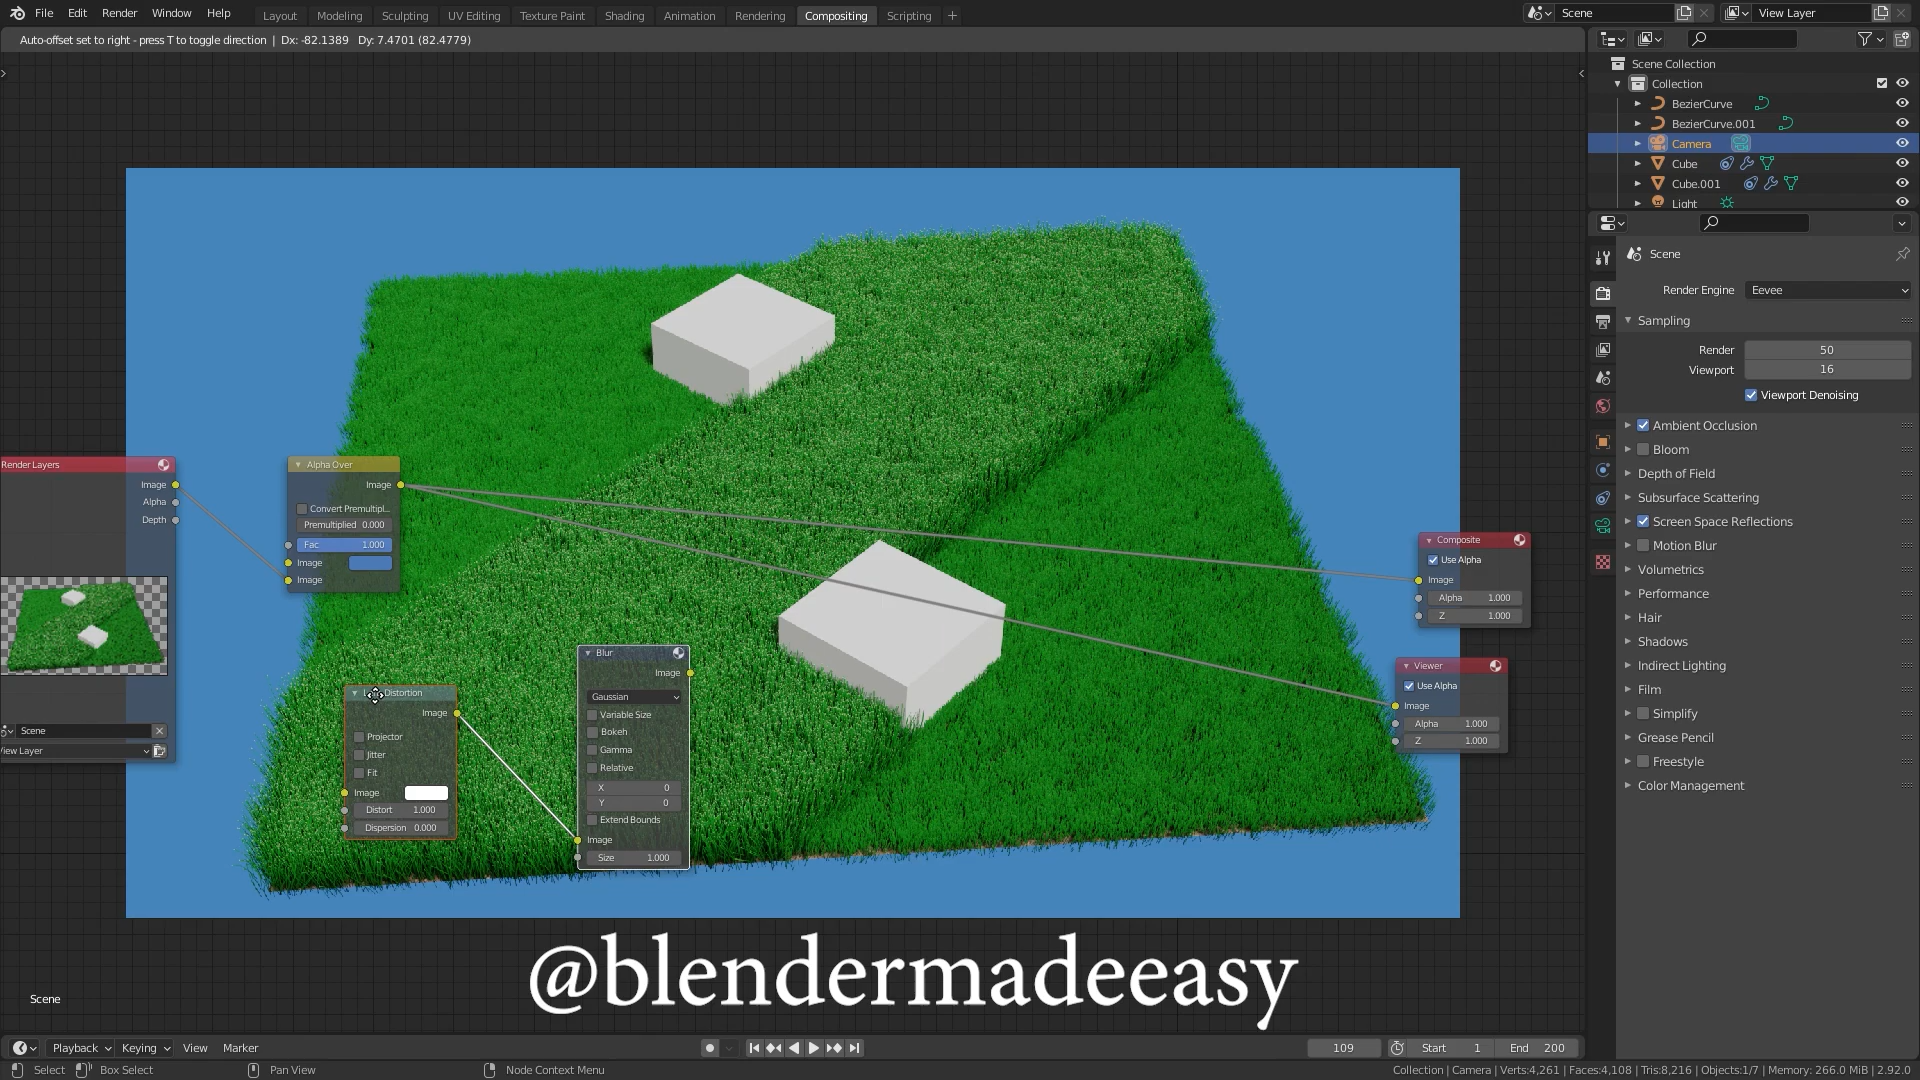 File Edit Render Window Help Layout Modeling Sculpting UV Editing Texture Paint Shading Animation Rendering Compositing Scripting + Scene View Layer
Auto-offset set to right - press T to toggle direction | Dx: -82.1389 Dy: 7.4701 (82.4779)
Scene Collection
Collection
BezierCurve
BezierCurve.001
Camera
Cube
Cube.001
Light
Scene
Render Engine Eevee
Sampling
Render 50
Viewport 16
Viewport Denoising
Ambient Occlusion
Bloom
Depth of Field
Subsurface Scattering
Screen Space Reflections
Motion Blur
Volumetrics
Performance
Hair
Shadows
Indirect Lighting
Film
Simplify
Grease Pencil
Freestyle
Color Management
Render Layers
Image
Alpha
Depth
Scene
View Layer
Alpha Over
Image
Convert Premultipl...
Premultiplied 0.000
Fac 1.000
Image
Image
Distortion
Image
Projector
Jitter
Fit
Image
Distort 1.000
Dispersion 0.000
Blur
Image
Gaussian
Variable Size
Bokeh
Gamma
Relative
X 0
Y 0
Extend Bounds
Image
Size 1.000
Composite
Use Alpha
Image
Alpha 1.000
Z 1.000
Viewer
Use Alpha
Image
Alpha 1.000
Z 1.000
@blendermadeeasy
Scene
Playback Keying View Marker 109 Start 1 End 200
Select Box Select Pan View Node Context Menu Collection | Camera | Verts:4,261 | Faces:4,108 | Tris:8,216 | Objects:1/7 | Memory: 266.0 MiB | 2.92.0